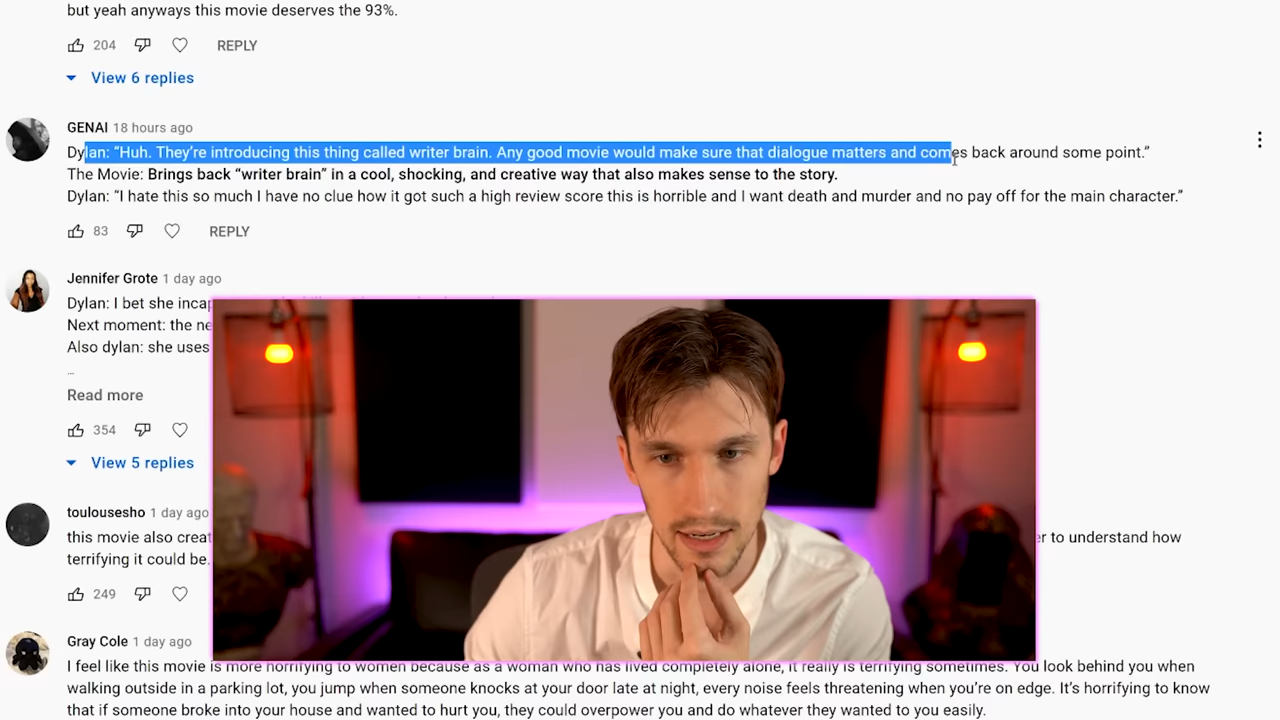 but yeah anyways this movie deserves the 93%.
204 REPLY
View 6 replies
GENAI 18 hours ago
Dylan: “Huh. They’re introducing this thing called writer brain. Any good movie would make sure that dialogue matters and comes back around some point.”
The Movie: Brings back “writer brain” in a cool, shocking, and creative way that also makes sense to the story.
Dylan: “I hate this so much I have no clue how it got such a high review score this is horrible and I want death and murder and no pay off for the main character.”
83 REPLY
Jennifer Grote 1 day ago
Dylan: I bet she incap
Next moment: the ne
Also dylan: she uses
...
Read more
354
View 5 replies
toulousesho 1 day ago
this movie also creat er to understand how
terrifying it could be.
249
Gray Cole 1 day ago
I feel like this movie is more horrifying to women because as a woman who has lived completely alone, it really is terrifying sometimes. You look behind you when
walking outside in a parking lot, you jump when someone knocks at your door late at night, every noise feels threatening when you’re on edge. It’s horrifying to know
that if someone broke into your house and wanted to hurt you, they could overpower you and do whatever they wanted to you easily.